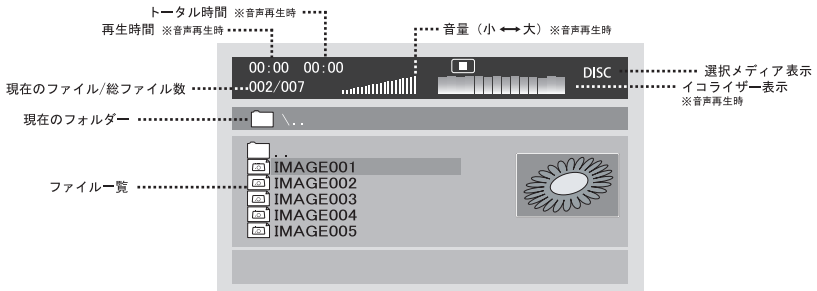 トータル時間 ※音声再生時
再生時間 ※音声再生時
音量（小 ⟷ 大）※音声再生時
00:00 00:00
DISC
選択メディア表示
現在のファイル/総ファイル数
002/007
イコライザー表示
※音声再生時
現在のフォルダー
\..
..
IMAGE001
ファイル一覧
IMAGE002
IMAGE003
IMAGE004
IMAGE005